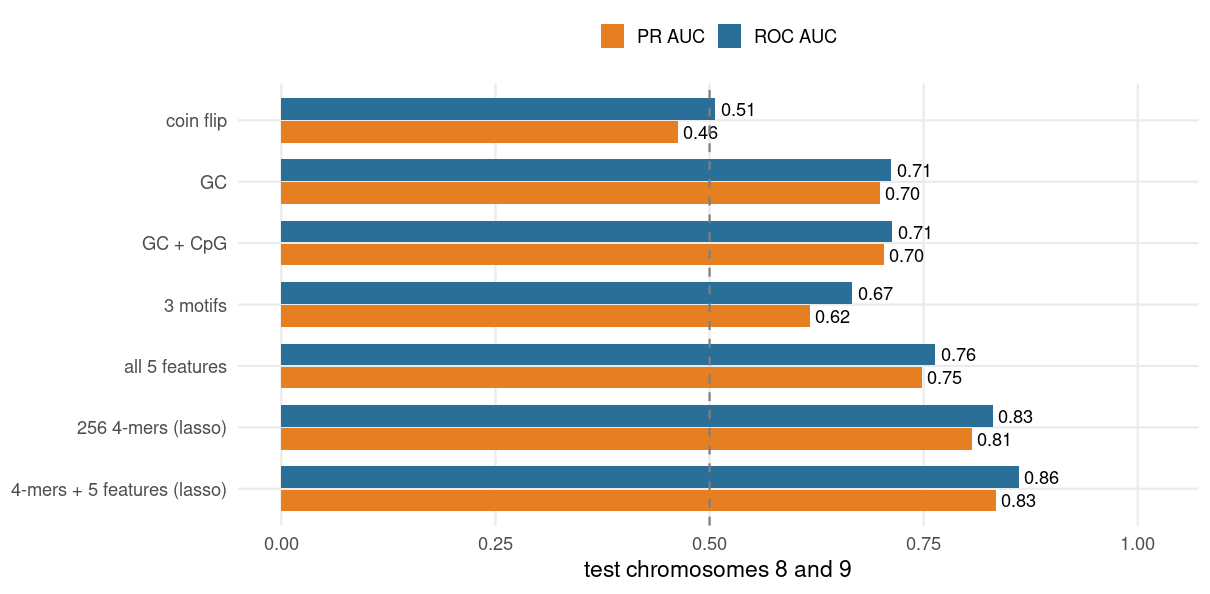 PR AUC ROC AUC
coin flip 0.51
0.46
GC 0.71
0.70
GC + CpG 0.71
0.70
3 motifs 0.67
0.62
all 5 features 0.76
0.75
256 4-mers (lasso) 0.83
0.81
4-mers + 5 features (lasso) 0.86
0.83
0.00 0.25 0.50 0.75 1.00
test chromosomes 8 and 9